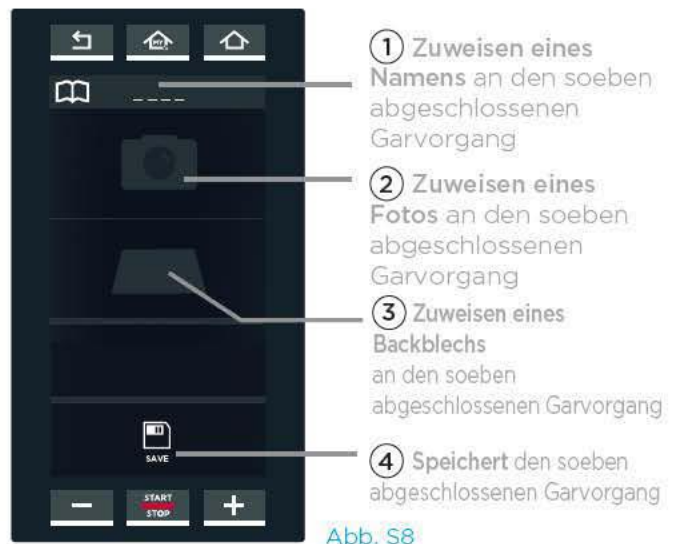 MY
_ _ _ _
SAVE
START
STOP
① Zuweisen eines
Namens an den soeben
abgeschlossenen
Garvorgang
② Zuweisen eines
Fotos an den soeben
abgeschlossenen
Garvorgang
③ Zuweisen eines
Backblechs
an den soeben
abgeschlossenen Garvorgang
④ Speichert den soeben
abgeschlossenen Garvorgang
Abb. S8